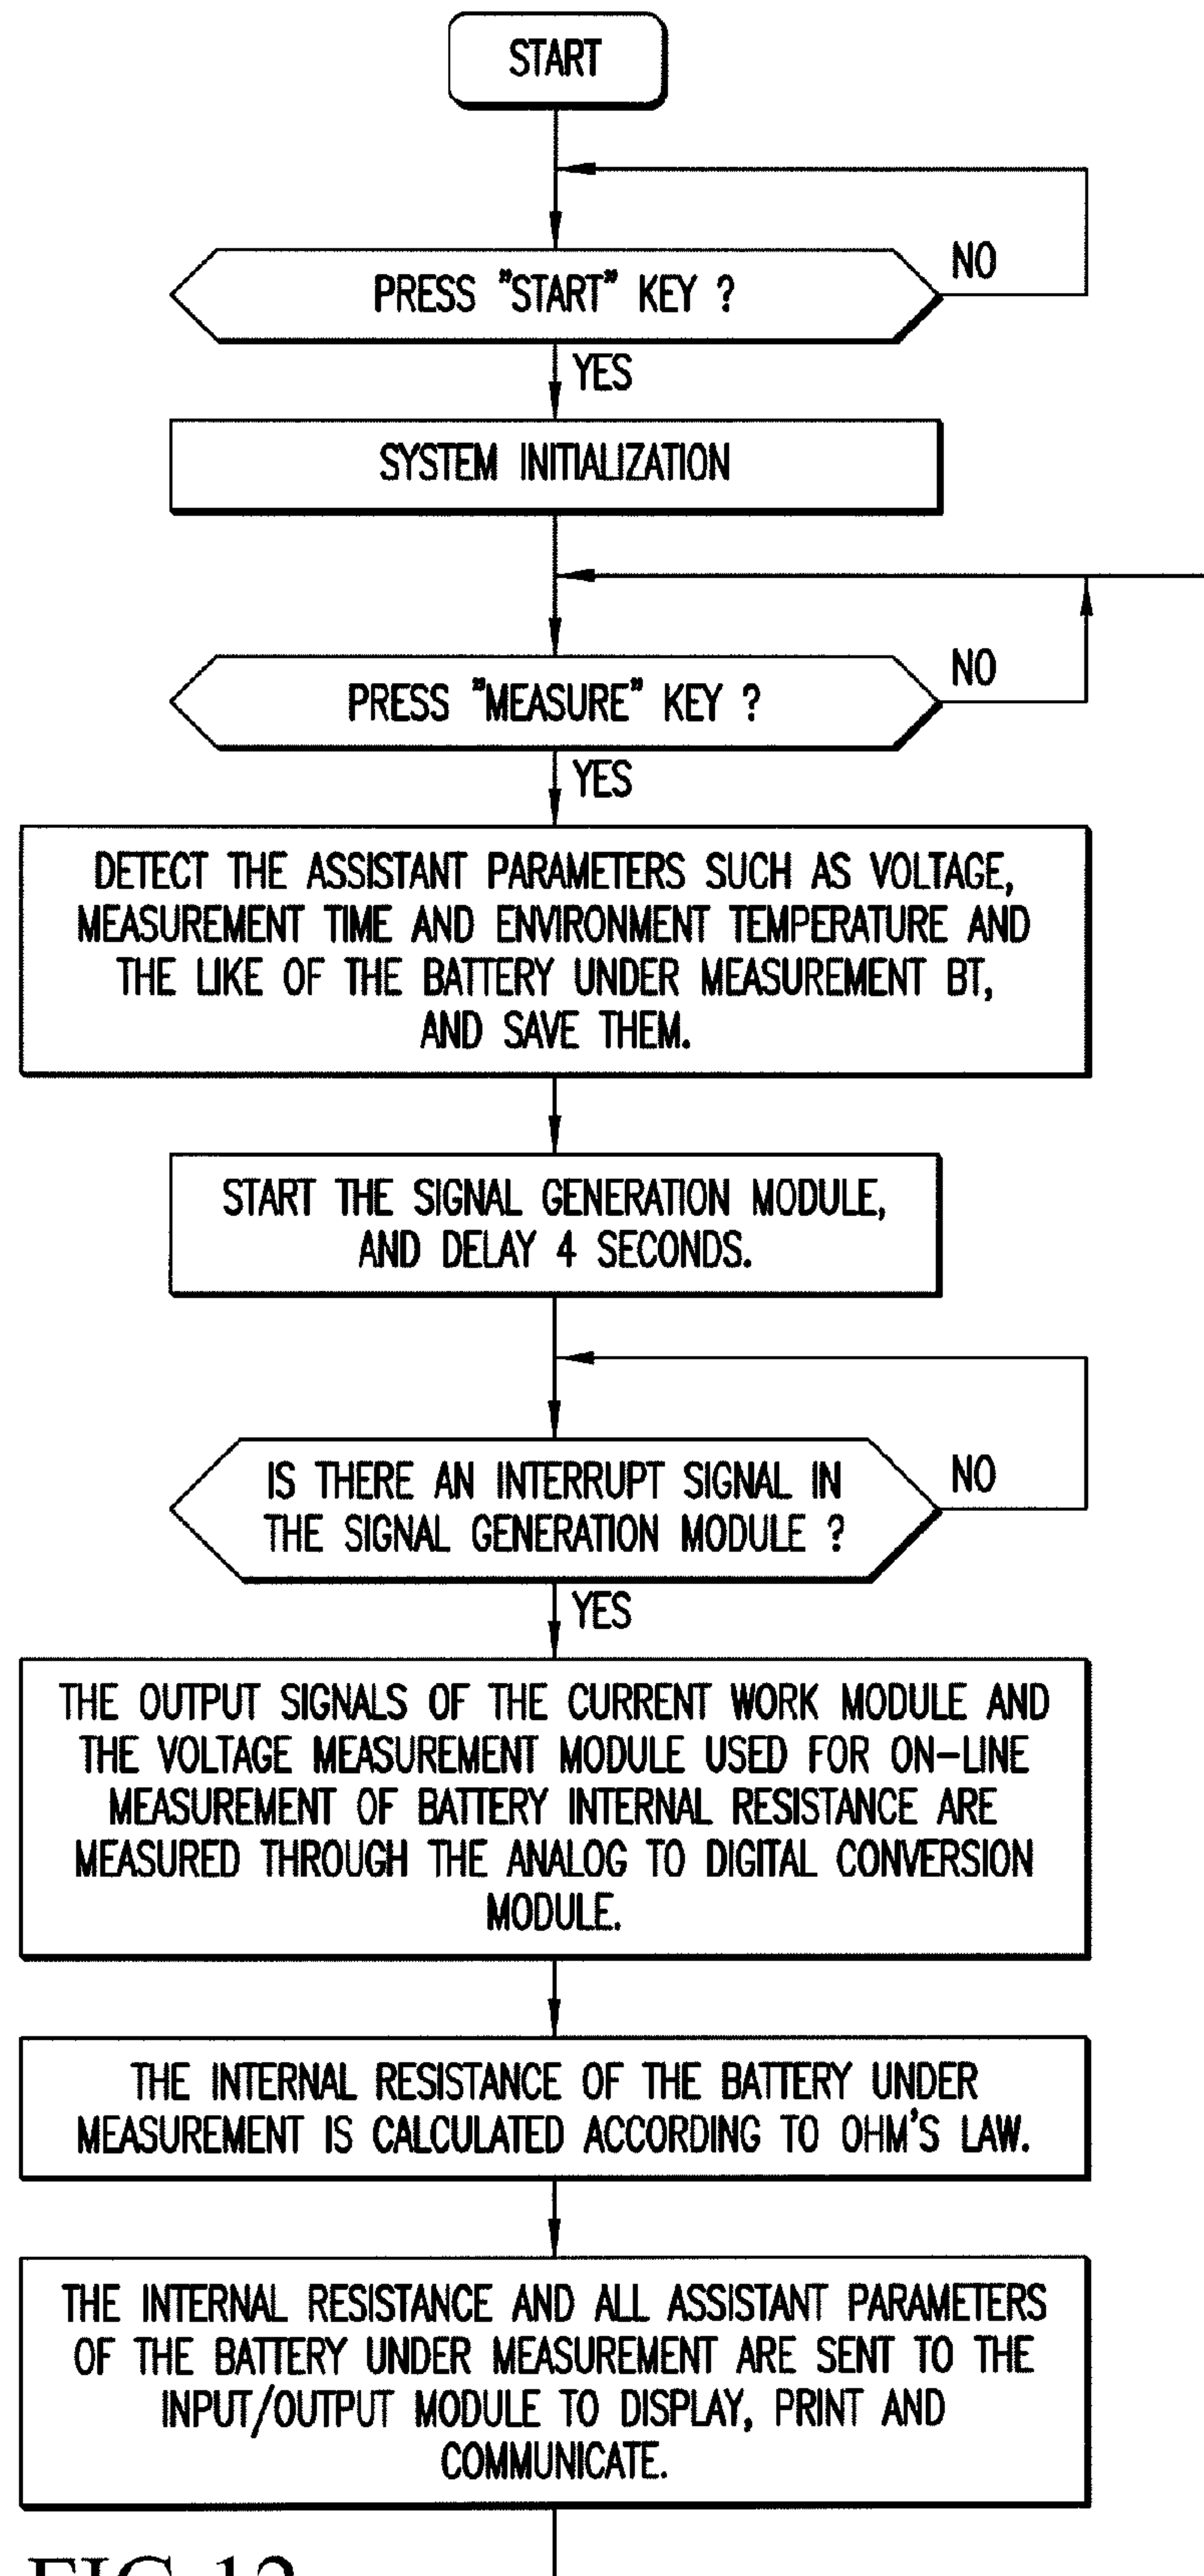 START
PRESS "START" KEY ?
NO
YES
SYSTEM INITIALIZATION
PRESS "MEASURE" KEY ?
NO
YES
DETECT THE ASSISTANT PARAMETERS SUCH AS VOLTAGE,
MEASUREMENT TIME AND ENVIRONMENT TEMPERATURE AND
THE LIKE OF THE BATTERY UNDER MEASUREMENT BT,
AND SAVE THEM.
START THE SIGNAL GENERATION MODULE,
AND DELAY 4 SECONDS.
IS THERE AN INTERRUPT SIGNAL IN
THE SIGNAL GENERATION MODULE ?
NO
YES
THE OUTPUT SIGNALS OF THE CURRENT WORK MODULE AND
THE VOLTAGE MEASUREMENT MODULE USED FOR ON-LINE
MEASUREMENT OF BATTERY INTERNAL RESISTANCE ARE
MEASURED THROUGH THE ANALOG TO DIGITAL CONVERSION
MODULE.
THE INTERNAL RESISTANCE OF THE BATTERY UNDER
MEASUREMENT IS CALCULATED ACCORDING TO OHM'S LAW.
THE INTERNAL RESISTANCE AND ALL ASSISTANT PARAMETERS
OF THE BATTERY UNDER MEASUREMENT ARE SENT TO THE
INPUT/OUTPUT MODULE TO DISPLAY, PRINT AND
COMMUNICATE.